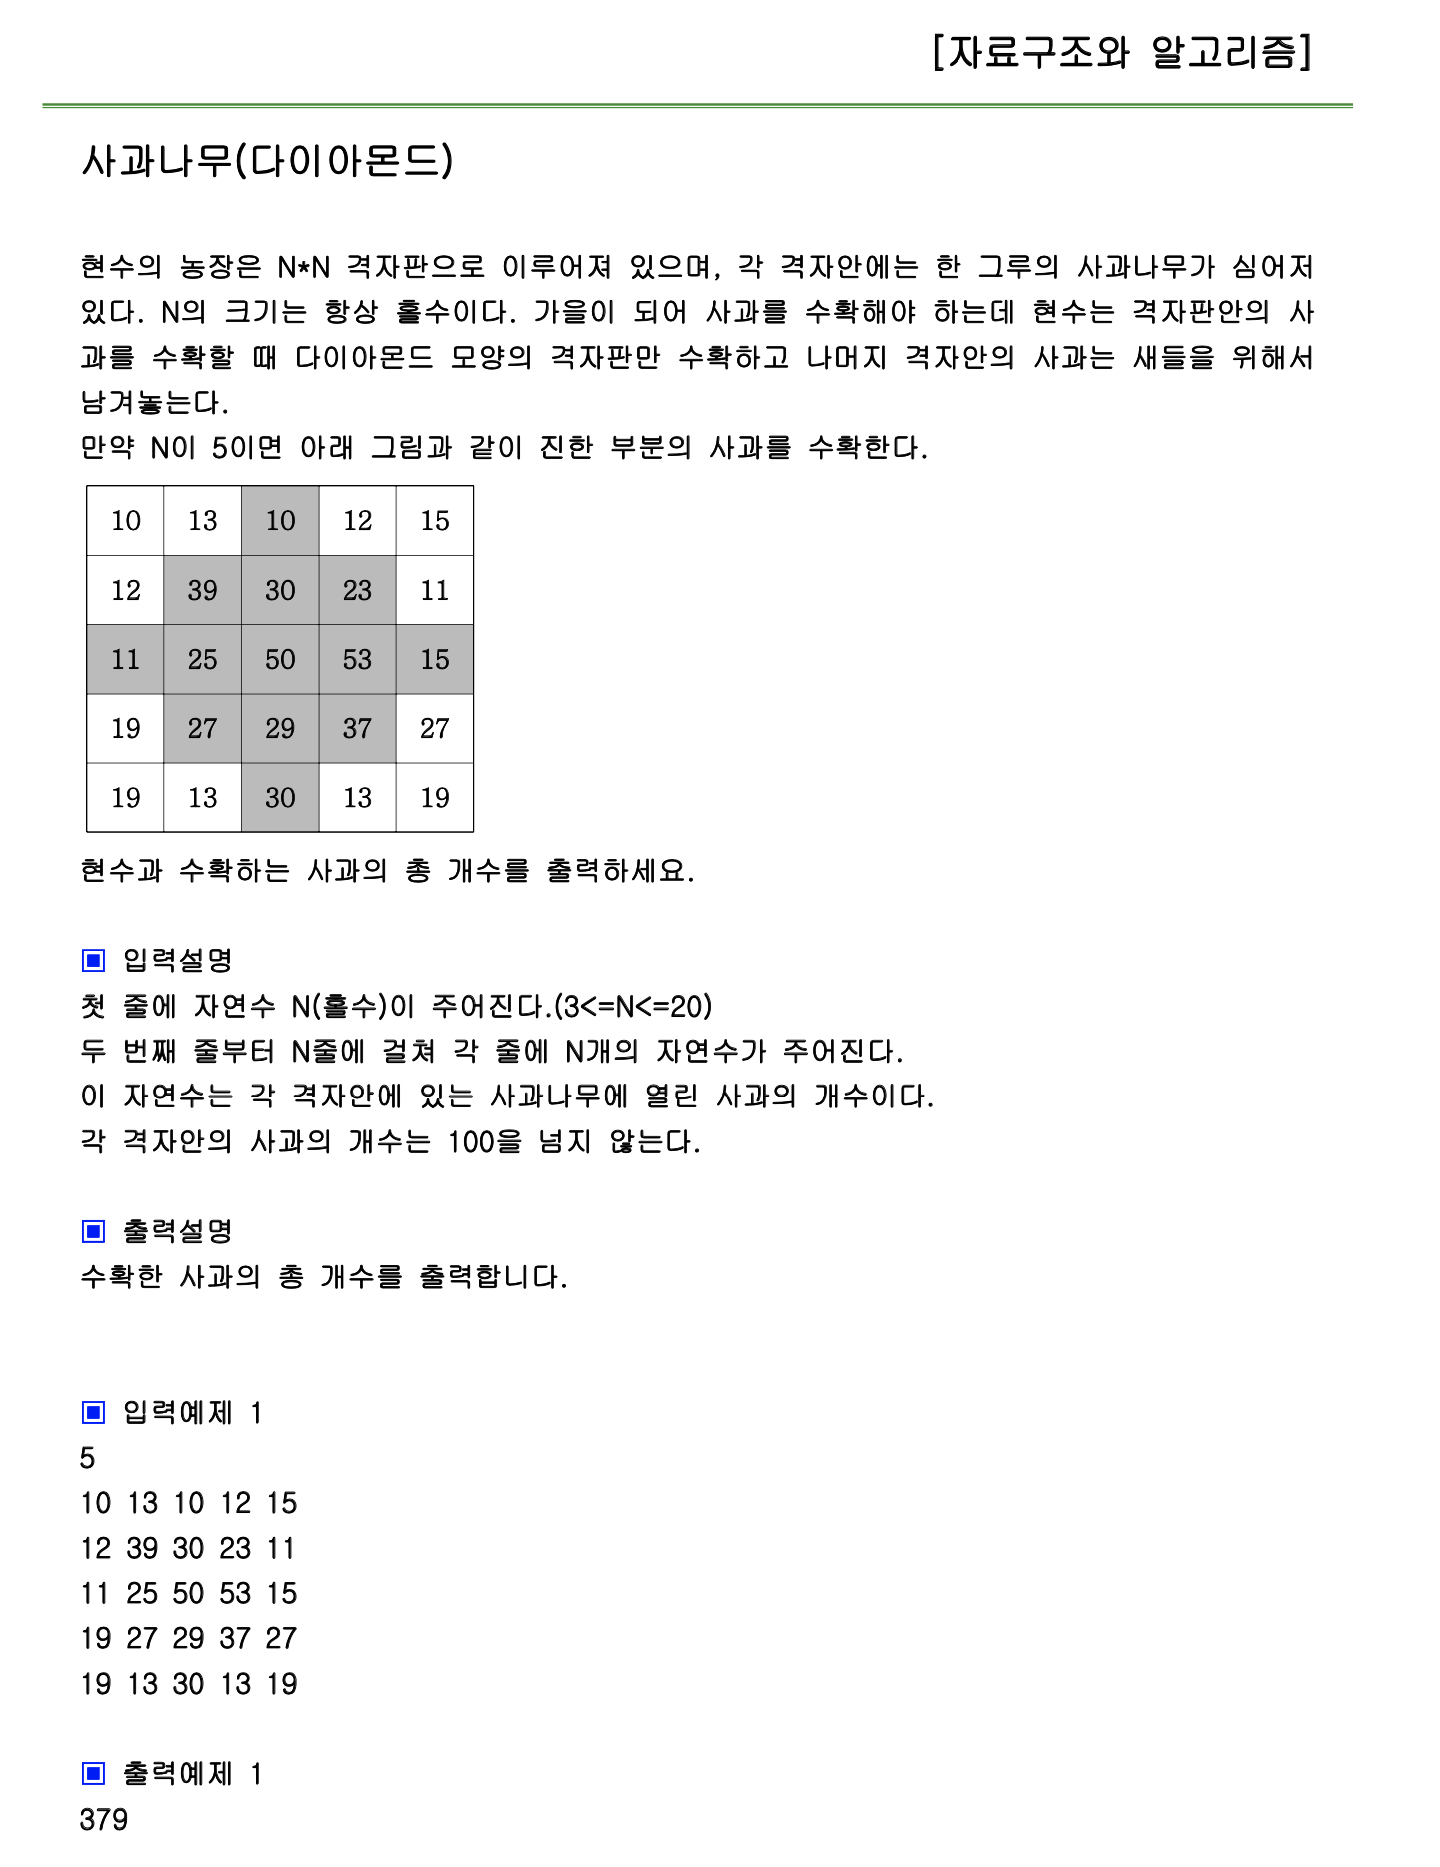 [자료구조와 알고리즘]
사과나무(다이아몬드)
현수의 농장은 N*N 격자판으로 이루어져 있으며, 각 격자안에는 한 그루의 사과나무가 심어저
있다. N의 크기는 항상 홀수이다. 가을이 되어 사과를 수확해야 하는데 현수는 격자판안의 사
과를 수확할 때 다이아몬드 모양의 격자판만 수확하고 나머지 격자안의 사과는 새들을 위해서
남겨놓는다.
만약 N이 5이면 아래 그림과 같이 진한 부분의 사과를 수확한다.
10 13 10 12 15
12 39 30 23 11
11 25 50 53 15
19 27 29 37 27
19 13 30 13 19
현수과 수확하는 사과의 총 개수를 출력하세요.
▣ 입력설명
첫 줄에 자연수 N(홀수)이 주어진다.(3<=N<=20)
두 번째 줄부터 N줄에 걸쳐 각 줄에 N개의 자연수가 주어진다.
이 자연수는 각 격자안에 있는 사과나무에 열린 사과의 개수이다.
각 격자안의 사과의 개수는 100을 넘지 않는다.
▣ 출력설명
수확한 사과의 총 개수를 출력합니다.
▣ 입력예제 1
5
10 13 10 12 15
12 39 30 23 11
11 25 50 53 15
19 27 29 37 27
19 13 30 13 19
▣ 출력예제 1
379